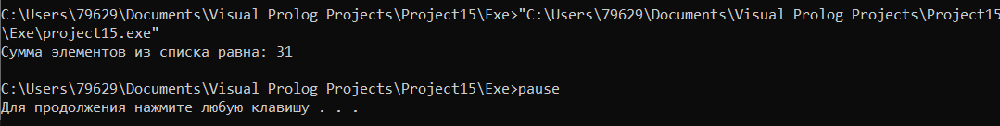 C:\Users\79629\Documents\Visual Prolog Projects\Project15\Exe>"C:\Users\79629\Documents\Visual Prolog Projects\Project15
\Exe\project15.exe"
Сумма элементов из списка равна: 31
C:\Users\79629\Documents\Visual Prolog Projects\Project15\Exe>pause
Для продолжения нажмите любую клавишу . . .